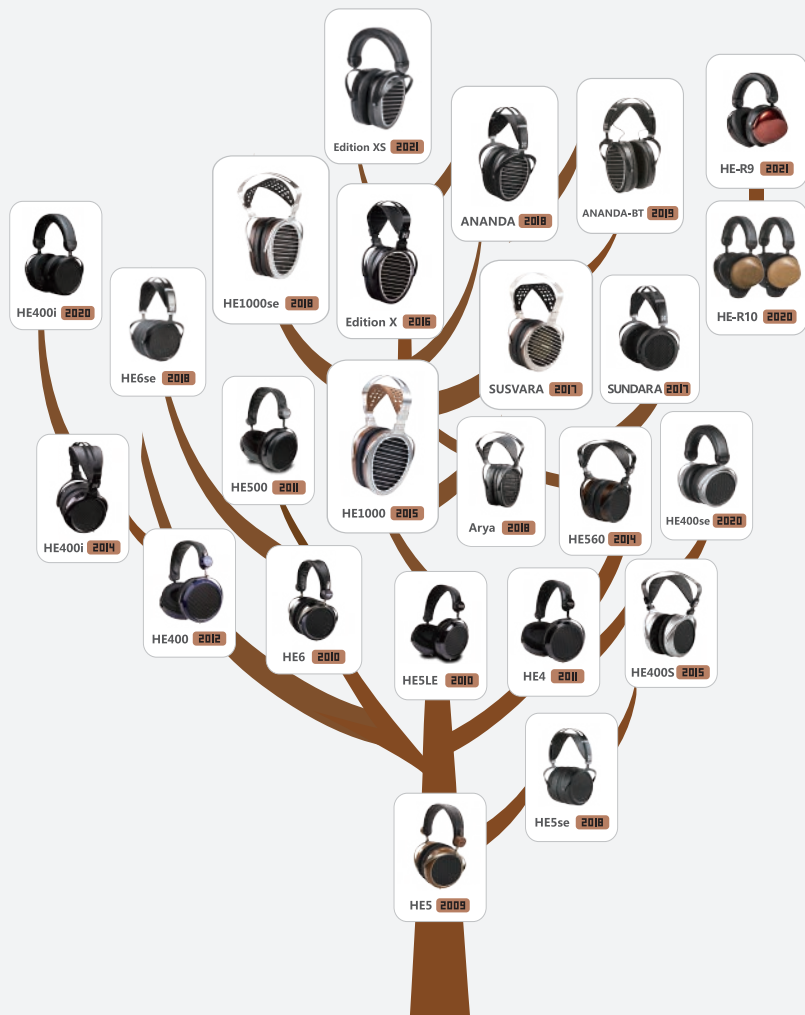 Edition XS 2021
HE-R9 2021
ANANDA 2018
ANANDA-BT 2019
HE1000se 2018
HE400i 2020
Edition X 2016
HE-R10 2020
HE6se 2018
SUSVARA 2017
SUNDARA 2017
HE500 2011
HE1000 2015
Arya 2018
HE560 2014
HE400se 2020
HE400i 2014
HE400 2012
HE6 2010
HE5LE 2010
HE4 2011
HE400S 2015
HE5se 2018
HE5 2009